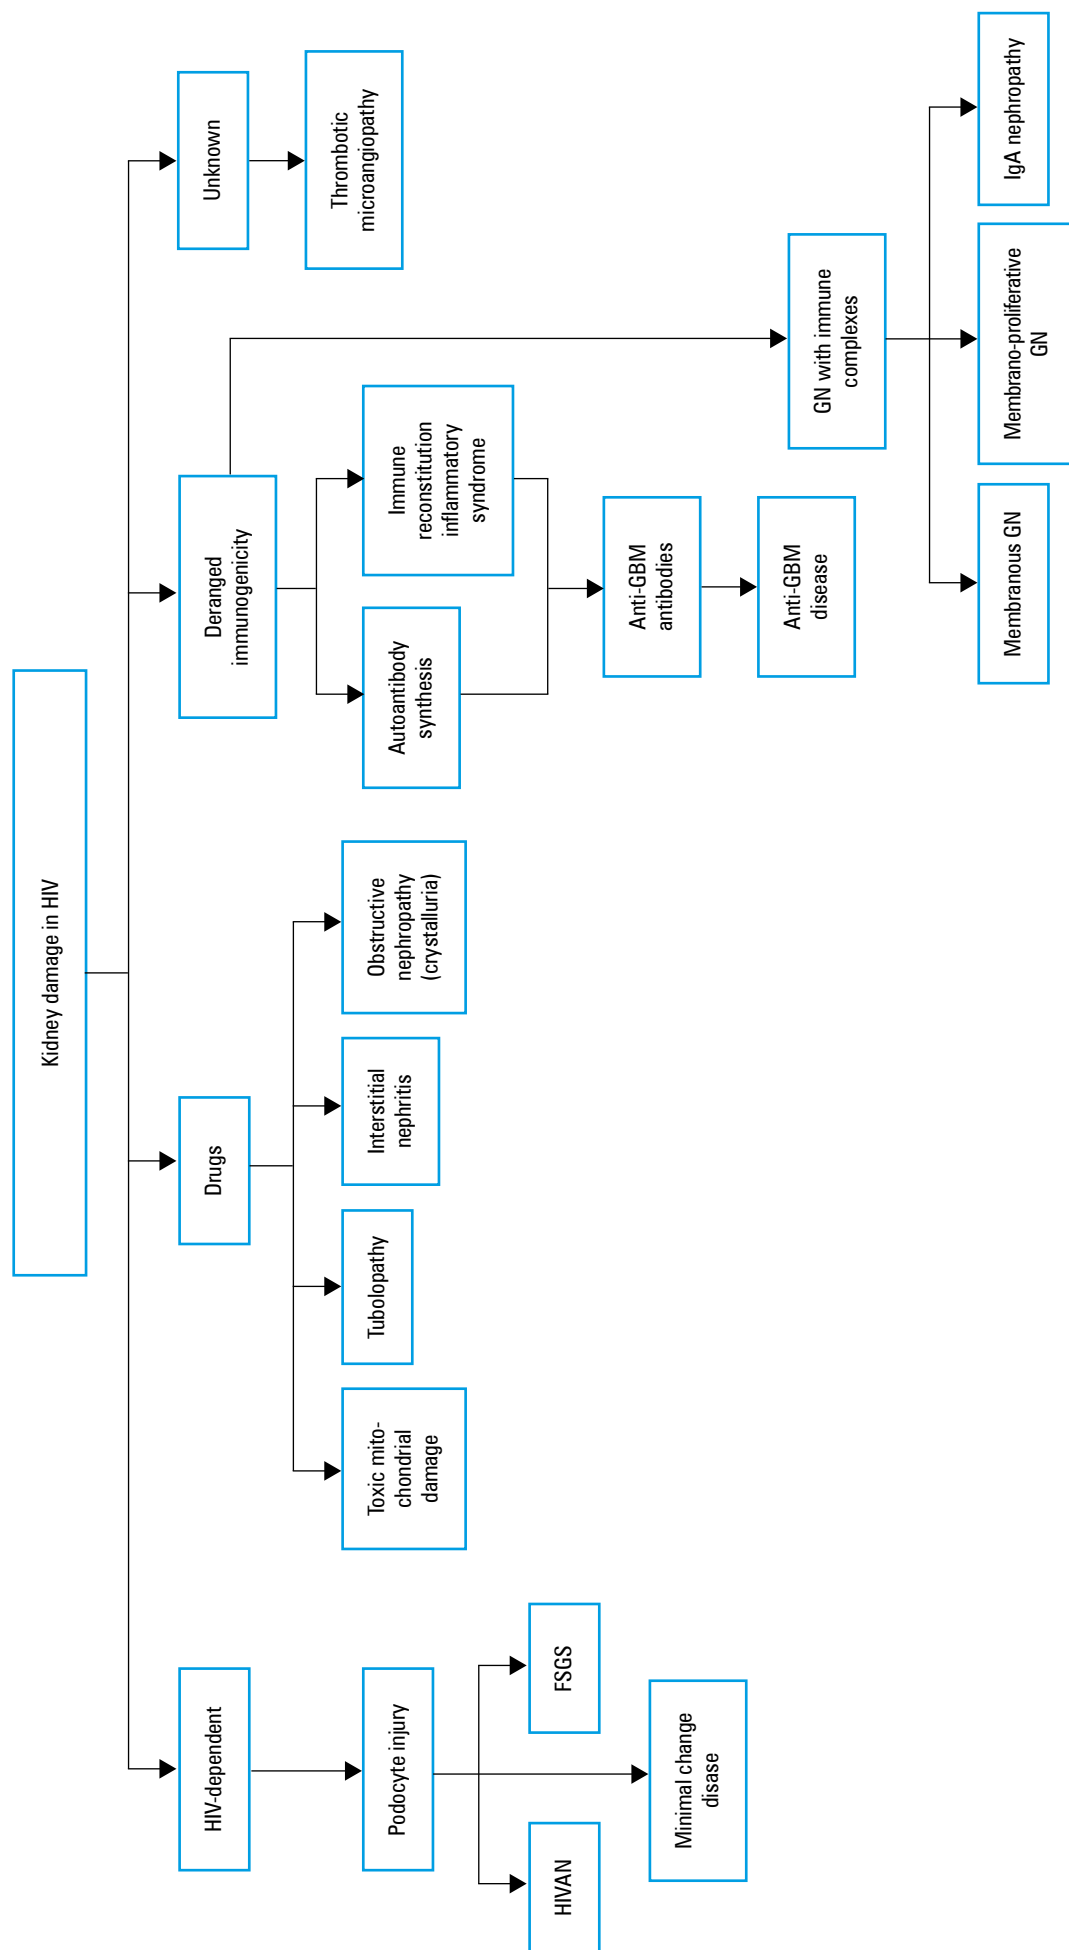 Kidney damage in HIV
HIV-dependent
Drugs
Deranged
immunogenicity
Unknown
Podocyte injury
HIVAN
FSGS
Minimal change
disase
Toxic mito-
chondrial
damage
Tubolopathy
Interstitial
nephritis
Obstructive
nephropathy
(crystalluria)
Autoantibody
synthesis
Immune
reconstitution
inflammatory
syndrome
Thrombotic
microangiopathy
Anti-GBM
antibodies
Anti-GBM
disease
GN with immune
complexes
Membranous GN
Membrano-proliferative
GN
IgA nephropathy